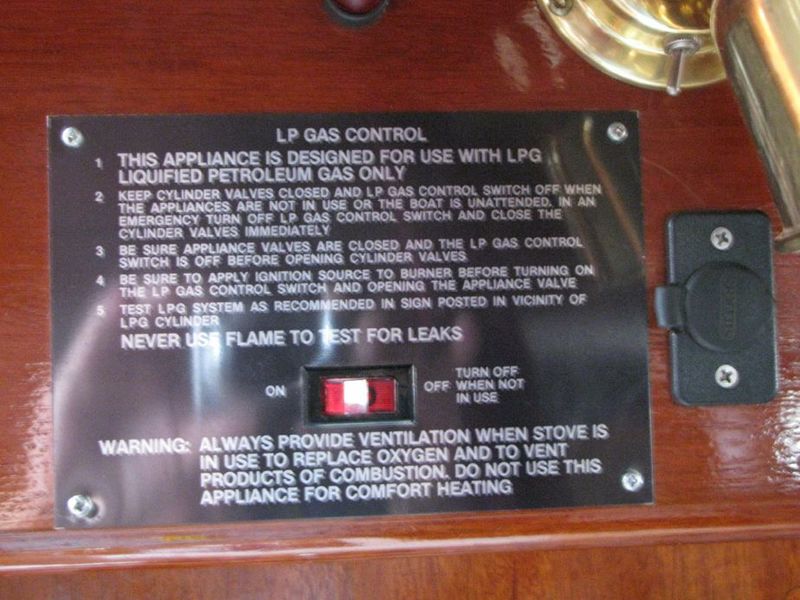 LP GAS CONTROL
1 THIS APPLIANCE IS DESIGNED FOR USE WITH LPG
LIQUIFIED PETROLEUM GAS ONLY
2 KEEP CYLINDER VALVES CLOSED AND LP GAS CONTROL SWITCH OFF WHEN
THE APPLIANCES ARE NOT IN USE OR THE BOAT IS UNATTENDED. IN AN
EMERGENCY TURN OFF LP GAS CONTROL SWITCH AND CLOSE THE
CYLINDER VALVES IMMEDIATELY
3 BE SURE APPLIANCE VALVES ARE CLOSED AND THE LP GAS CONTROL
SWITCH IS OFF BEFORE OPENING CYLINDER VALVES
4 BE SURE TO APPLY IGNITION SOURCE TO BURNER BEFORE TURNING ON
THE LP GAS CONTROL SWITCH AND OPENING THE APPLIANCE VALVE
5 TEST LPG SYSTEM AS RECOMMENDED IN SIGN POSTED IN VICINITY OF
LPG CYLINDER
NEVER USE FLAME TO TEST FOR LEAKS
ON OFF TURN OFF
WHEN NOT
IN USE
WARNING: ALWAYS PROVIDE VENTILATION WHEN STOVE IS
IN USE TO REPLACE OXYGEN AND TO VENT
PRODUCTS OF COMBUSTION. DO NOT USE THIS
APPLIANCE FOR COMFORT HEATING